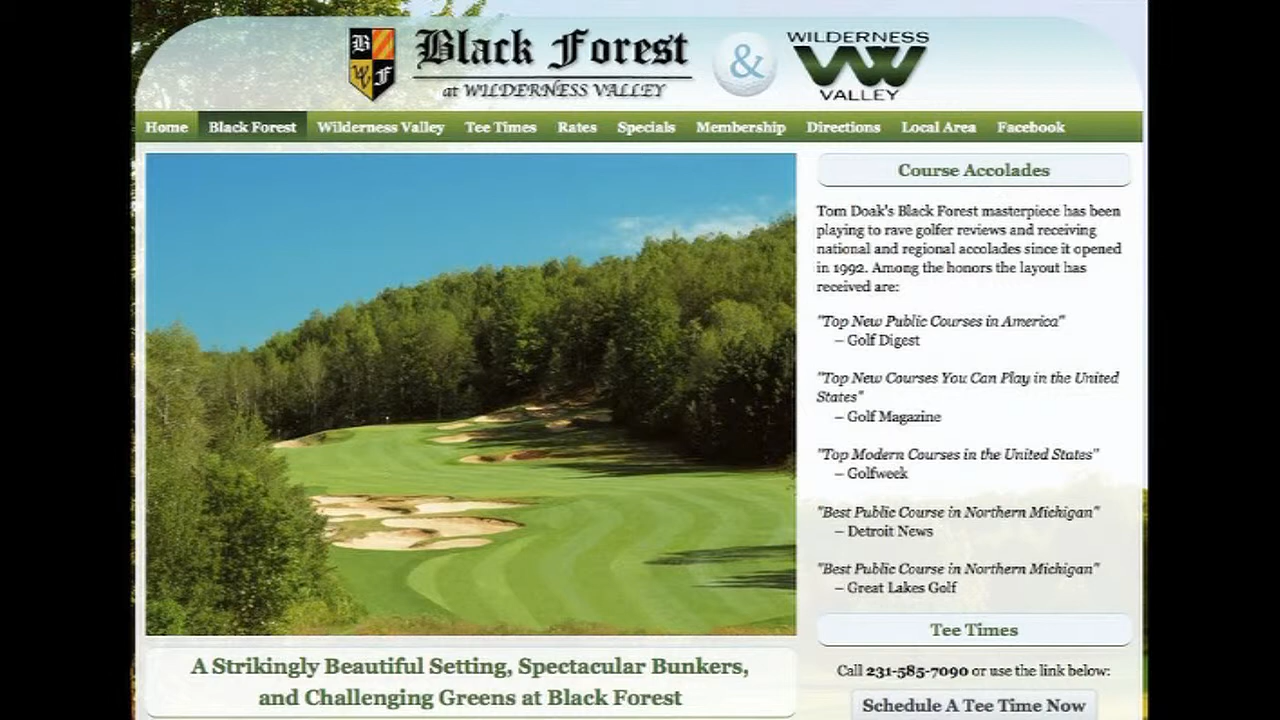 B
W F
Black Forest
at WILDERNESS VALLEY
&
WILDERNESS
WV
VALLEY
Home Black Forest Wilderness Valley Tee Times Rates Specials Membership Directions Local Area Facebook
Course Accolades
Tom Doak's Black Forest masterpiece has been
playing to rave golfer reviews and receiving
national and regional accolades since it opened
in 1992. Among the honors the layout has
received are:
"Top New Public Courses in America"
– Golf Digest
"Top New Courses You Can Play in the United
States"
– Golf Magazine
"Top Modern Courses in the United States"
– Golfweek
"Best Public Course in Northern Michigan"
– Detroit News
"Best Public Course in Northern Michigan"
– Great Lakes Golf
Tee Times
Call 231-585-7090 or use the link below:
Schedule A Tee Time Now
A Strikingly Beautiful Setting, Spectacular Bunkers,
and Challenging Greens at Black Forest